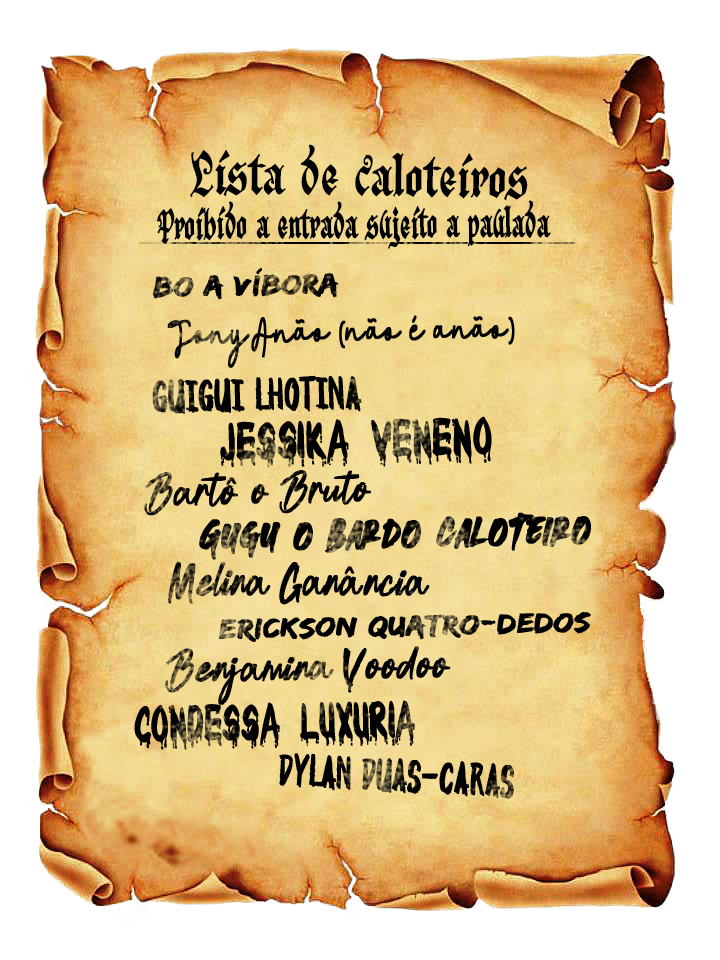 Lista de caloteiros
Proibido a entrada sujeito a paulada
BO A VÍBORA
Tony Anão (não é anão)
GUIGUI LHOTINA
JESSIKA VENENO
Bartô o Bruto
GUGU O BARDO CALOTEIRO
Melina Ganância
ERICKSON QUATRO-DEDOS
Benjamina Voodoo
CONDESSA LUXURIA
DYLAN DUAS-CARAS